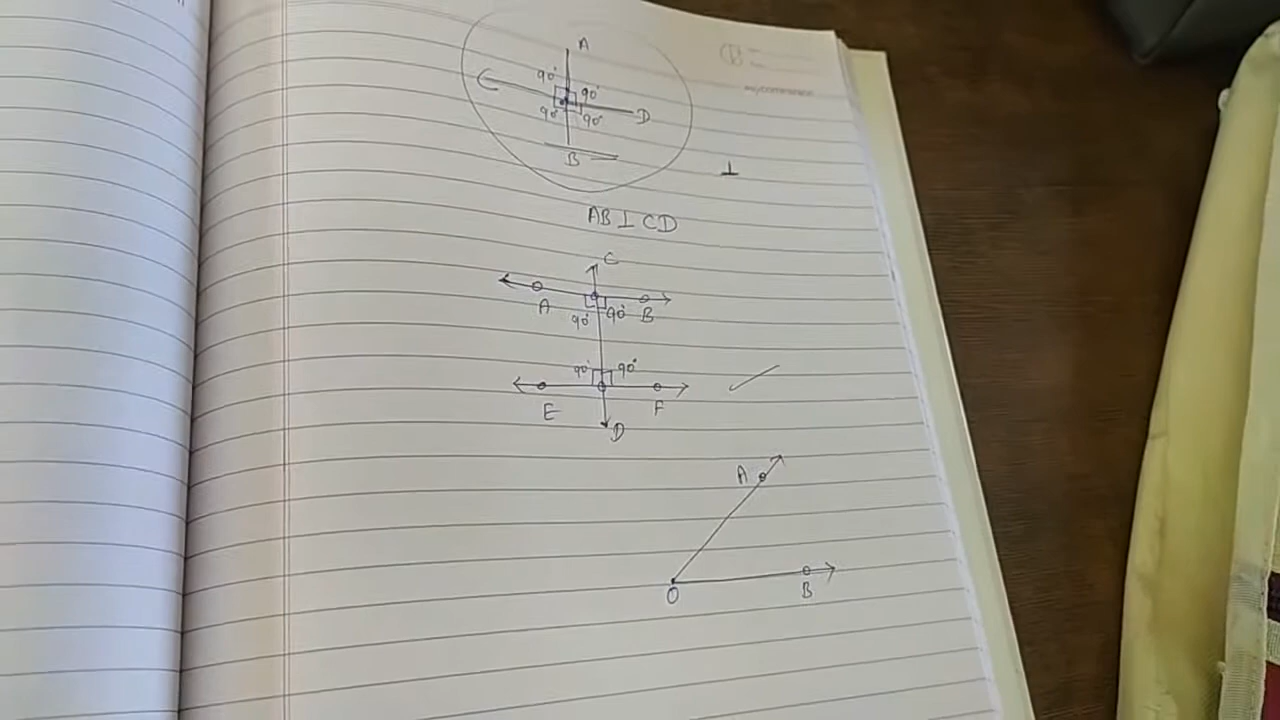 A
90° 90°
C D
90° 90°
B
⊥
AB ⊥ CD
C
A B
90° 90°
90° 90°
E F
D
A
O B